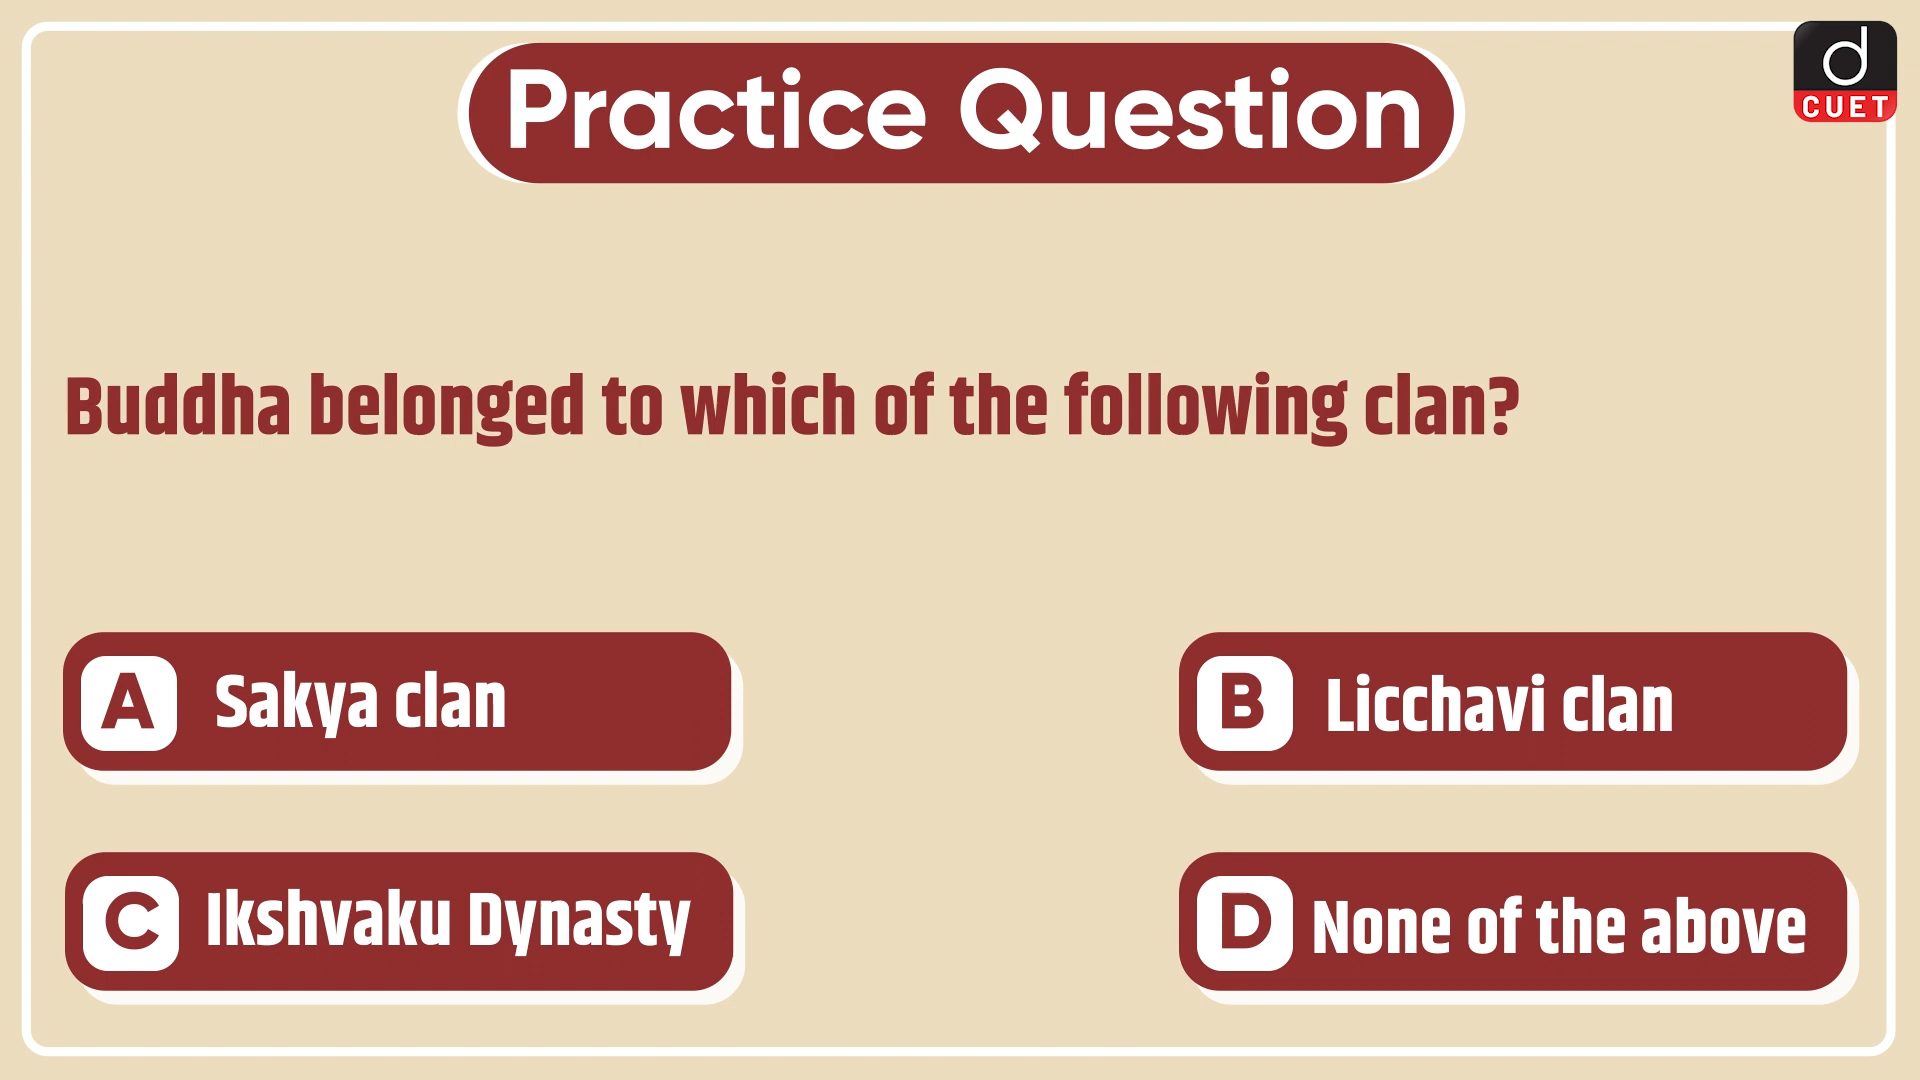 Practice Question
d
CUET
Buddha belonged to which of the following clan?
A Sakya clan
B Licchavi clan
C Ikshvaku Dynasty
D None of the above